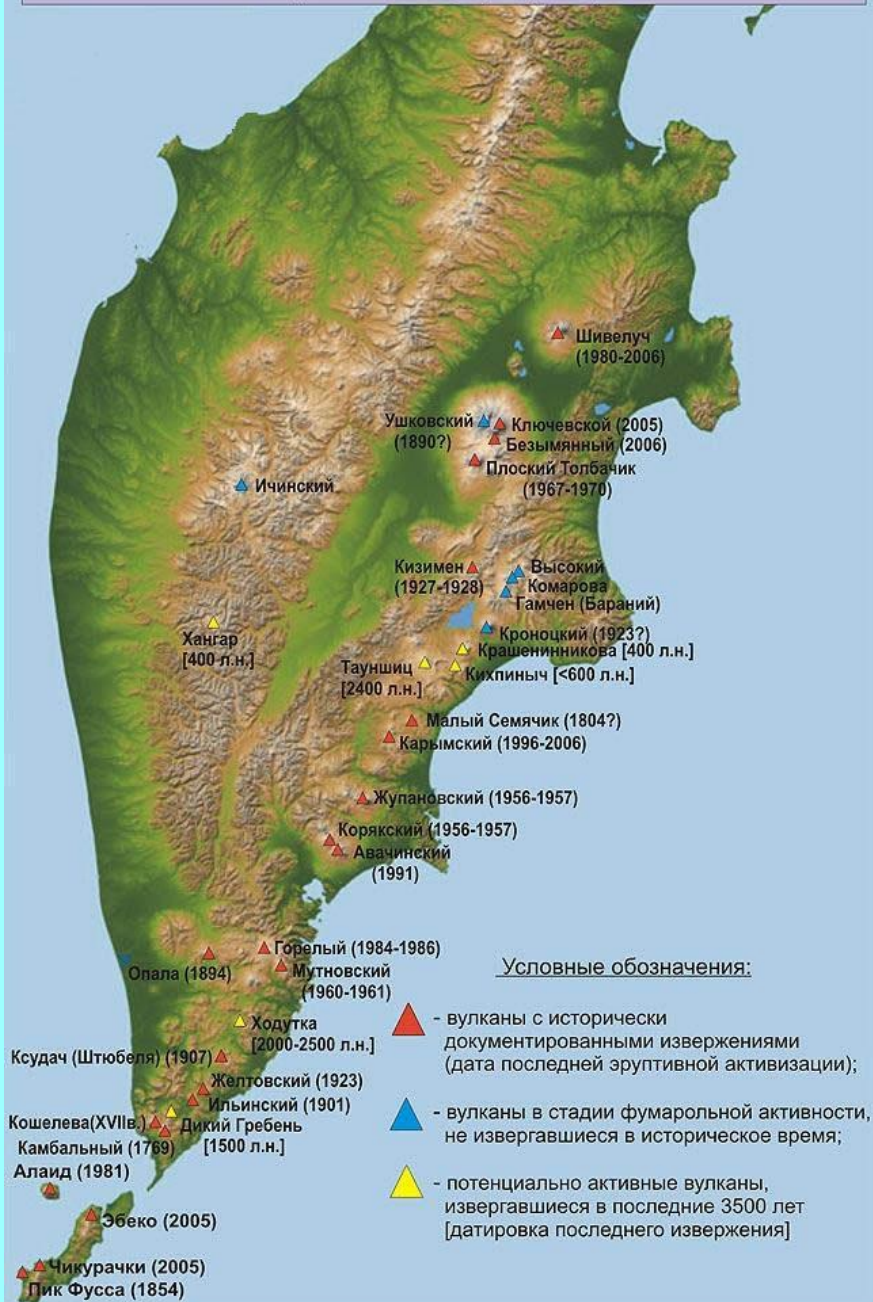 Шивелуч
(1980-2006)
Ушковский
(1890?)
Ключевской (2005)
Безымянный (2006)
Плоский Толбачик
(1967-1970)
Ичинский
Кизимен
(1927-1928)
Высокий
Комарова
Гамчен (Бараний)
Хангар
[400 л.н.]
Кроноцкий (1923?)
Крашенинникова [400 л.н.]
Тауншиц
[2400 л.н.]
Кихпиныч [<600 л.н.]
Малый Семячик (1804?)
Карымский (1996-2006)
Жупановский (1956-1957)
Корякский (1956-1957)
Авачинский
(1991)
Опала (1894)
Горелый (1984-1986)
Мутновский
(1960-1961)
Ходутка
[2000-2500 л.н.]
Ксудач (Штюбеля) (1907)
Желтовский (1923)
Ильинский (1901)
Кошелева(XVIIв.)
Дикий Гребень
[1500 л.н.]
Камбальный (1769)
Алаид (1981)
Эбеко (2005)
Чикурачки (2005)
Пик Фусса (1854)
Условные обозначения:
- вулканы с исторически
документированными извержениями
(дата последней эруптивной активизации);
- вулканы в стадии фумарольной активности,
не извергавшиеся в историческое время;
- потенциально активные вулканы,
извергавшиеся в последние 3500 лет
[датировка последнего извержения]